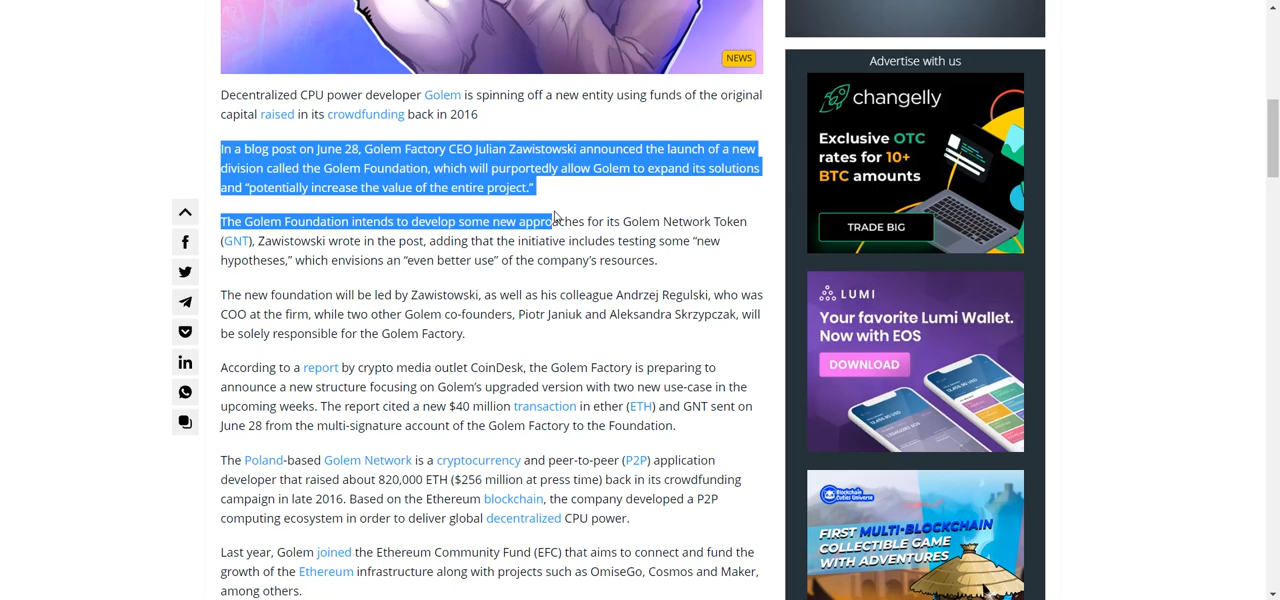 NEWS
Decentralized CPU power developer Golem is spinning off a new entity using funds of the original
capital raised in its crowdfunding back in 2016
In a blog post on June 28, Golem Factory CEO Julian Zawistowski announced the launch of a new
division called the Golem Foundation, which will purportedly allow Golem to expand its solutions
and “potentially increase the value of the entire project.”
The Golem Foundation intends to develop some new approaches for its Golem Network Token
(GNT), Zawistowski wrote in the post, adding that the initiative includes testing some “new
hypotheses,” which envisions an “even better use” of the company’s resources.
The new foundation will be led by Zawistowski, as well as his colleague Andrzej Regulski, who was
COO at the firm, while two other Golem co-founders, Piotr Janiuk and Aleksandra Skrzypczak, will
be solely responsible for the Golem Factory.
According to a report by crypto media outlet CoinDesk, the Golem Factory is preparing to
announce a new structure focusing on Golem’s upgraded version with two new use-case in the
upcoming weeks. The report cited a new $40 million transaction in ether (ETH) and GNT sent on
June 28 from the multi-signature account of the Golem Factory to the Foundation.
The Poland-based Golem Network is a cryptocurrency and peer-to-peer (P2P) application
developer that raised about 820,000 ETH ($256 million at press time) back in its crowdfunding
campaign in late 2016. Based on the Ethereum blockchain, the company developed a P2P
computing ecosystem in order to deliver global decentralized CPU power.
Last year, Golem joined the Ethereum Community Fund (EFC) that aims to connect and fund the
growth of the Ethereum infrastructure along with projects such as OmiseGo, Cosmos and Maker,
among others.
Advertise with us
changelly
Exclusive OTC
rates for 10+
BTC amounts
TRADE BIG
LUMI
Your favorite Lumi Wallet.
Now with EOS
DOWNLOAD
Blockchain
Cuties Universe
FIRST MULTI-BLOCKCHAIN
COLLECTIBLE GAME
WITH ADVENTURES